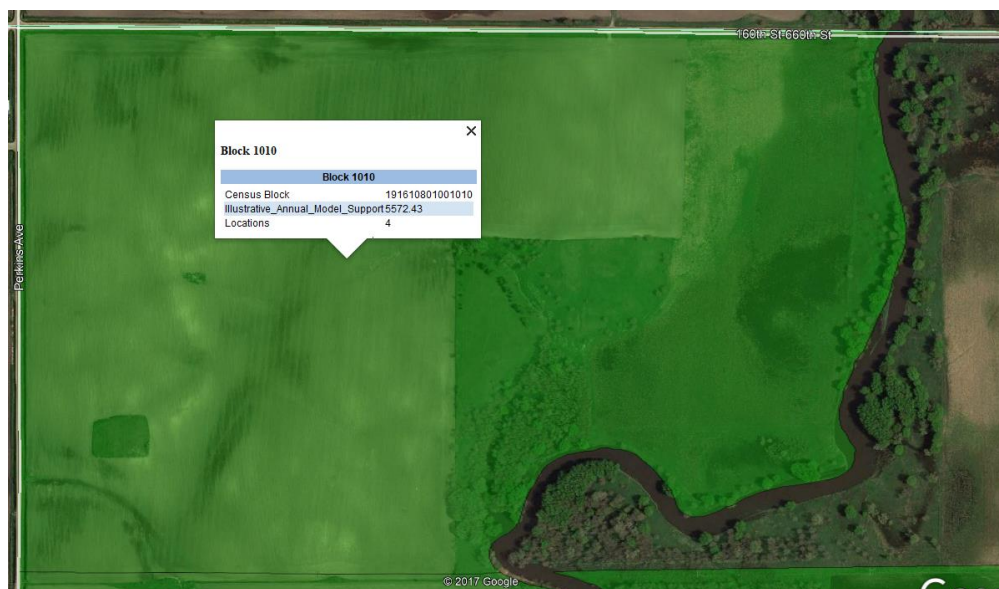 160th St 660th St
Block 1010
Block 1010
Census Block 191610801001010
Illustrative_Annual_Model_Support 5572.43
Locations 4
Perkins Ave
© 2017 Google